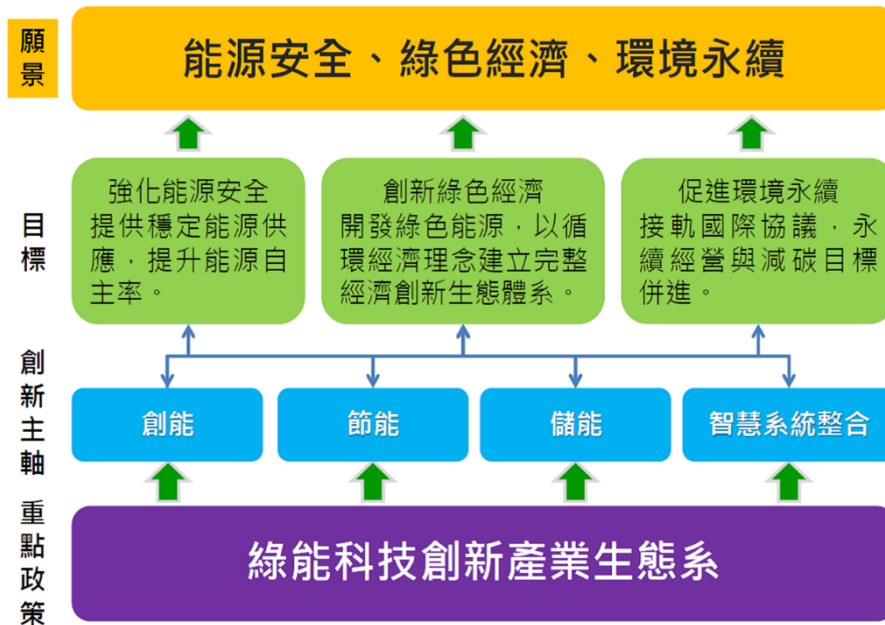 願景
能源安全、綠色經濟、環境永續
目標
強化能源安全
提供穩定能源供
應，提升能源自
主率。
創新綠色經濟
開發綠色能源，以循
環經濟理念建立完整
經濟創新生態體系。
促進環境永續
接軌國際協議，永
續經營與減碳目標
併進。
創新主軸
創能
節能
儲能
智慧系統整合
重點政策
綠能科技創新產業生態系